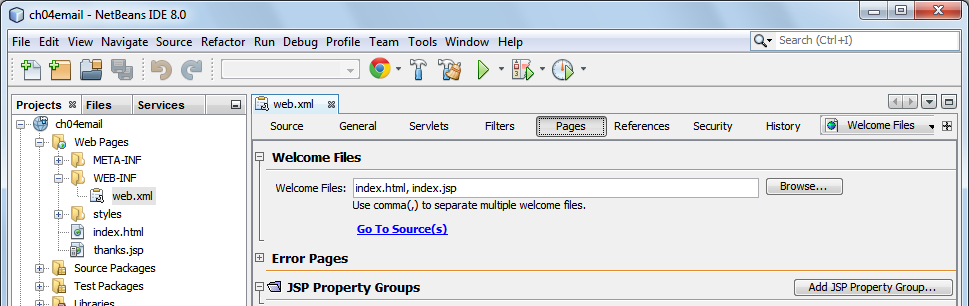 ch04email - NetBeans IDE 8.0
File Edit View Navigate Source Refactor Run Debug Profile Team Tools Window Help
Search (Ctrl+I)
Projects Files Services
ch04email
Web Pages
META-INF
WEB-INF
web.xml
styles
index.html
thanks.jsp
Source Packages
Test Packages
Libraries
web.xml
Source General Servlets Filters Pages References Security History Welcome Files
Welcome Files
Welcome Files: index.html, index.jsp Browse...
Use comma(,) to separate multiple welcome files.
Go To Source(s)
Error Pages
JSP Property Groups Add JSP Property Group...